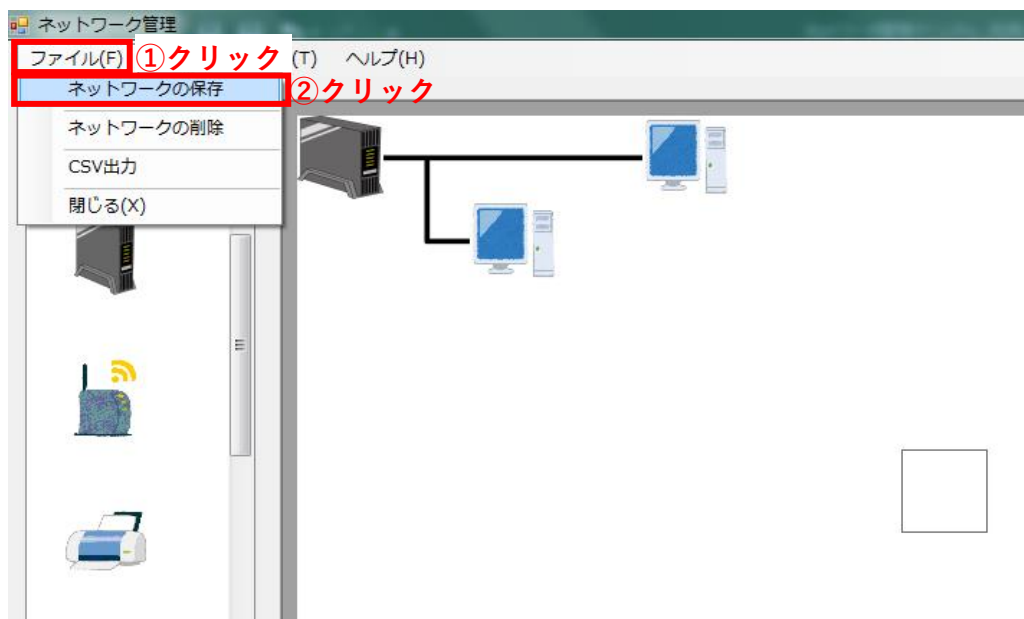 ネットワーク管理
ファイル(F) ①クリック (T) ヘルプ(H)
ネットワークの保存 ②クリック
ネットワークの削除
CSV出力
閉じる(X)